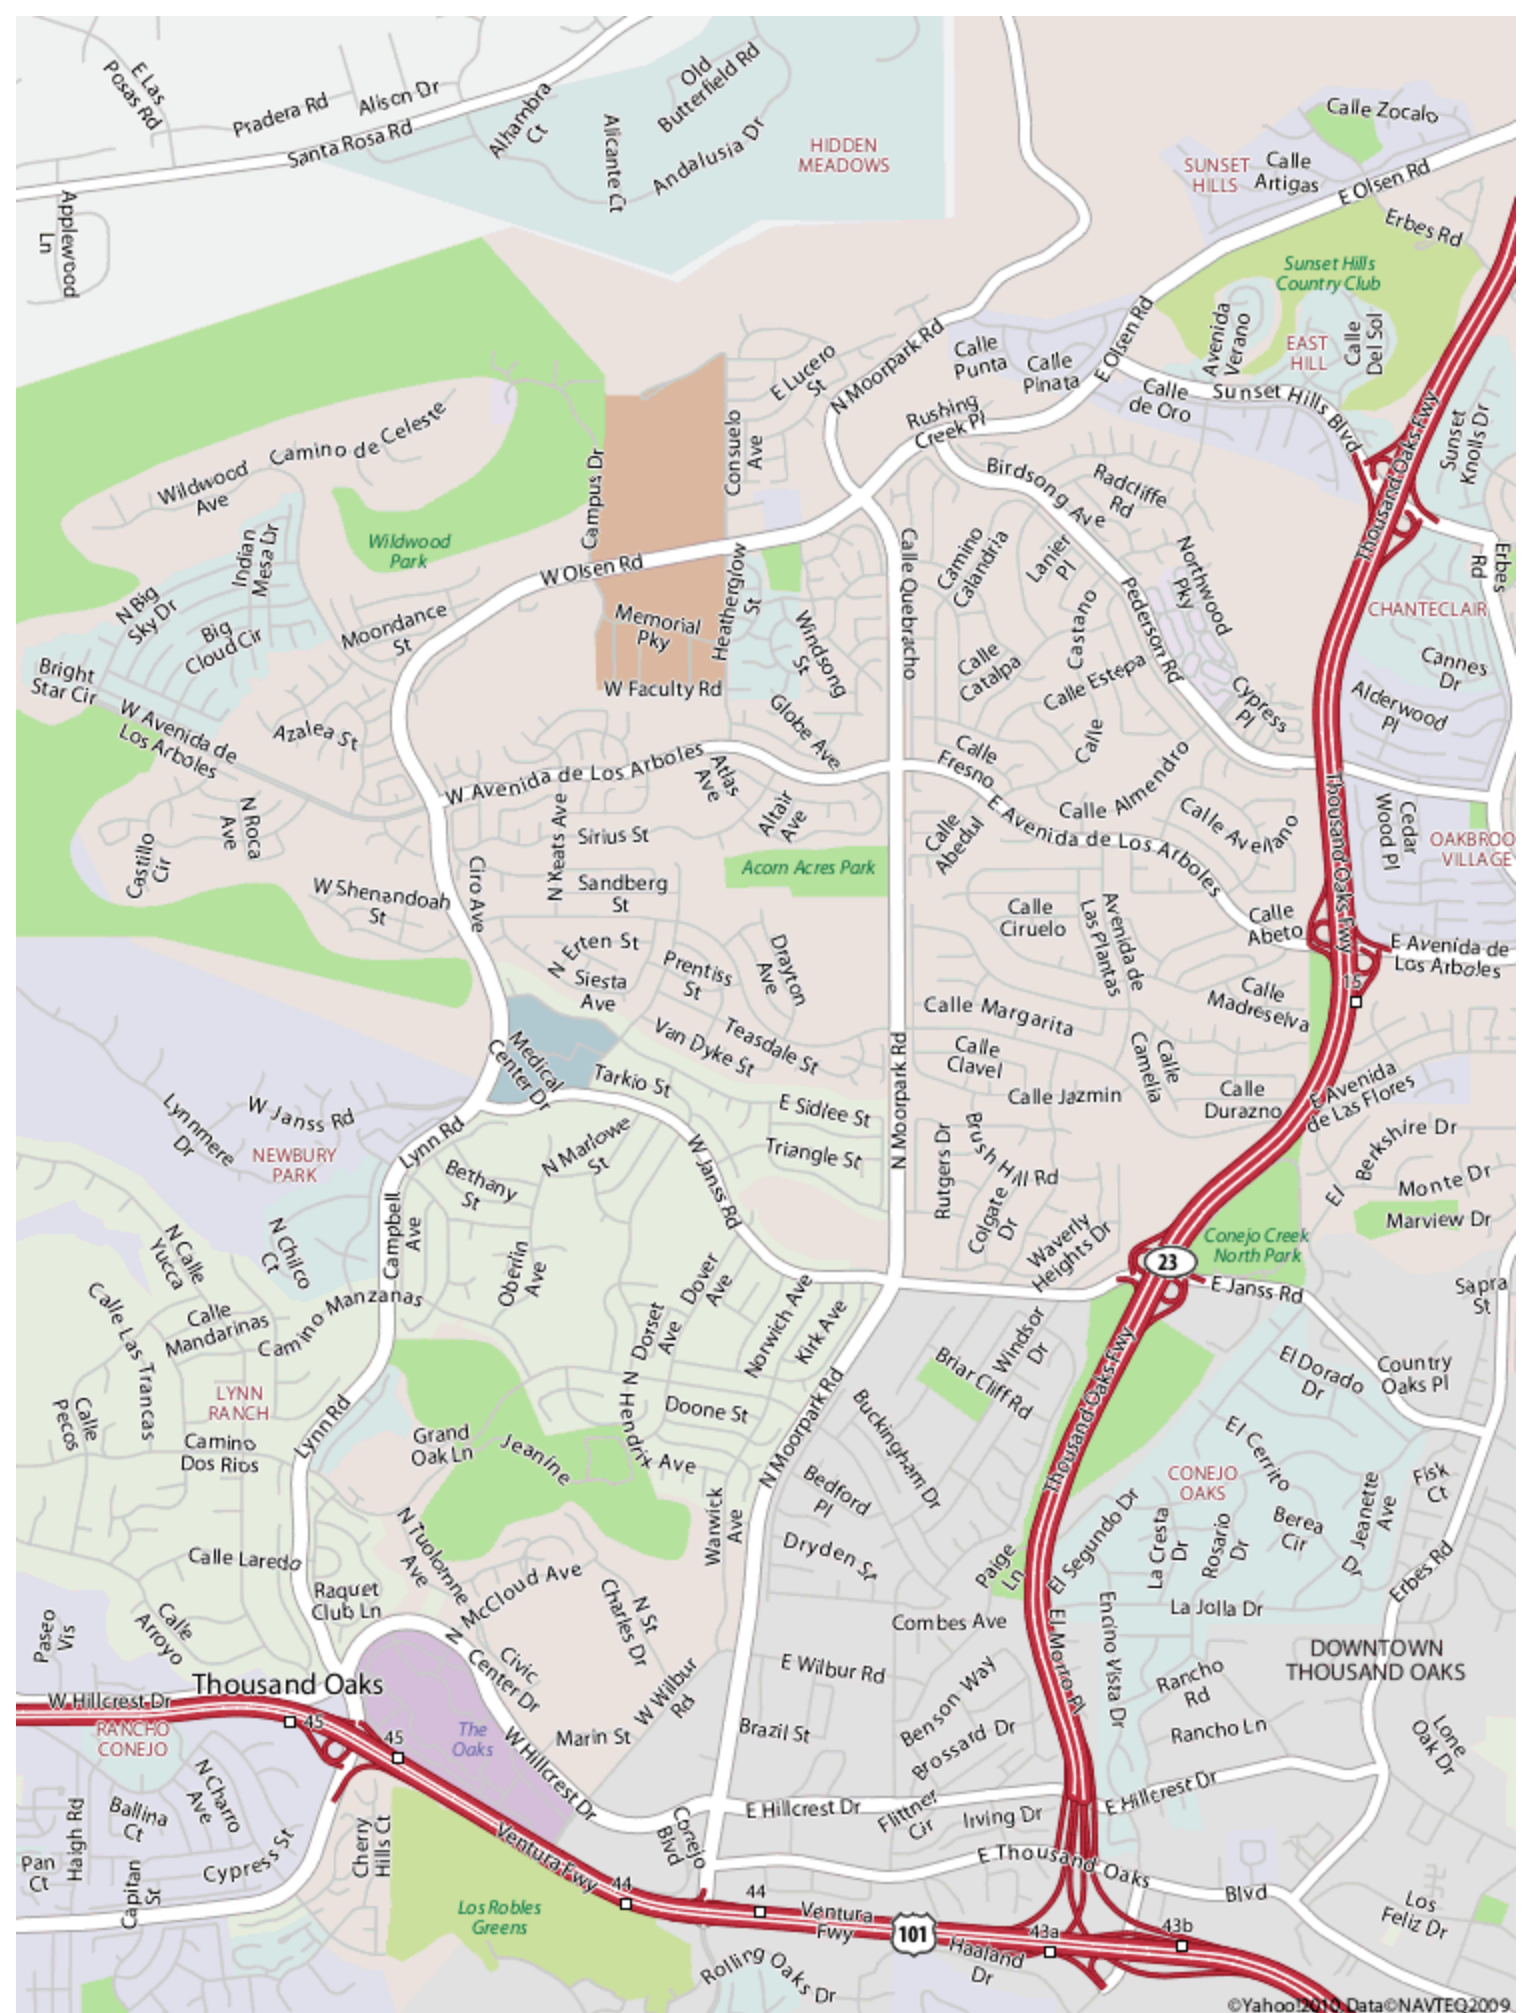 E Las
Posas Rd
Pradera Rd
Alison Dr
Santa Rosa Rd
Alhambra
Ct
Alicante Ct
Old
Butterfield Rd
Andalusia Dr
HIDDEN
MEADOWS
Calle Zocalo
SUNSET
HILLS
Calle
Artigas
E Olsen Rd
Erbes Rd
Applewood
Ln
Sunset Hills
Country Club
Avenida
Verano
EAST
HILL
Calle
Del Sol
N Moorpark Rd
E Lucero
St
Calle
Punta
Calle
Pinata
E Olsen Rd
Calle
de Oro
Sunset Hills Blvd
Rushing
Creek Pl
Thousand Oaks Fwy
Sunset
Knolls Dr
Camino de Celeste
Wildwood
Ave
Campus Dr
Consuelo
Ave
Birdsong Ave
Radcliffe
Rd
Wildwood
Park
Indian
Mesa Dr
W Olsen Rd
Heatherglow
St
Calle Quebracho
Camino
Calandria
Lanier
Pl
Northwood
Pky
Thousand Oaks Fwy
Erbes
Rd
N Big
Sky Dr
Big
Cloud Cir
Moondance
St
Memorial
Pky
Windsong
St
Castano
Pederson Rd
CHANTECLAIR
Bright
Star Cir
W Faculty Rd
Calle
Catalpa
Calle Estepa
Cypress
Pl
Cannes
Dr
Alderwood
Pl
W Avenida de
Los Arboles
Azalea St
Globe Ave
Calle
Calle
Fresno
W Avenida de Los Arboles
Atlas
Ave
Altair
Ave
Calle Almendro
Calle Avellano
Thousand Oaks Fwy
Cedar
Wood Pl
OAKBROO
VILLAGE
N Roca
Ave
Castillo
Cir
N Keats Ave
Sirius St
Calle
Abedul
E Avenida de Los Arboles
Ciro Ave
W Shenandoah
St
Sandberg
St
Acorn Acres Park
Calle
Ciruelo
Avenida de
Las Plantas
Calle
Abeto
E Avenida de
Los Arboles
N Erten St
Siesta
Ave
Prentiss
St
Drayton
Ave
Calle
Madreselva
15
Calle Margarita
Medical
Center Dr
Van Dyke St
Teasdale St
N Moorpark Rd
Calle
Clavel
Calle
Camelia
Tarkio St
Calle Jazmin
Calle
Durazno
E Avenida
de Las Flores
Lynnmere
Dr
W Janss Rd
NEWBURY
PARK
Lynn Rd
E Sidlee St
Triangle St
N Marlowe
St
Bethany
St
W Janss Rd
Rutgers Dr
Brush Hill Rd
Colgate
Dr
El
Berkshire Dr
Monte Dr
Marview Dr
N Calle
Yucca
N Chilco
Ct
Campbell
Ave
Oberlin
Ave
Waverly
Heights Dr
Conejo Creek
North Park
23
E Janss Rd
Sapra
St
Calle Las Trancas
Calle
Mandarinas
Camino Manzanas
Dover
Ave
Dorset
Ave
Norwich Ave
Kirk Ave
Windsor
Dr
Briar Cliff Rd
Thousand Oaks Fwy
El Dorado
Dr
Country
Oaks Pl
Calle
Pecos
LYNN
RANCH
Camino
Dos Rios
Lynn Rd
Grand
Oak Ln
Jeanine
N Hendrix Ave
Doone St
N Moorpark Rd
Buckingham Dr
Bedford
Pl
Thousand Oaks Fwy
El Cerrito
Dr
CONEJO
OAKS
Fisk
Ct
Warwick
Ave
N Tuolomne
Ave
Dryden St
El Segundo Dr
La Cresta
Dr
Rosario
Dr
Berea
Cir
Jeanette
Ave
Erbes Rd
Calle Laredo
Raquet
Club Ln
N McCloud Ave
N St
Charles Dr
Paige
Ln
Combes Ave
El Morro Pl
Encino Vista Dr
La Jolla Dr
Paseo
Vis
Calle
Arroyo
Civic
Center Dr
E Wilbur Rd
W Wilbur
Rd
Rancho
Rd
DOWNTOWN
THOUSAND OAKS
Thousand Oaks
W Hillcrest Dr
RANCHO
CONEJO
45
45
The
Oaks
W Hillcrest Dr
Marin St
Brazil St
Benson Way
Brossard Dr
Rancho Ln
Lone
Oak Dr
N Charro
Ave
Ballina
Ct
Haigh Rd
Conejo
Blvd
E Hillcrest Dr
Flittner
Cir
Irving Dr
E Hillcrest Dr
Pan
Ct
Capitan
St
Cypress St
Cherry
Hills Ct
Ventura Fwy
44
44
E Thousand Oaks
Blvd
Los Robles
Greens
Ventura
Fwy
101
Haaland
Dr
43a
43b
Los
Feliz Dr
Rolling Oaks Dr
©Yahoo!2010, Data©NAVTEQ2009